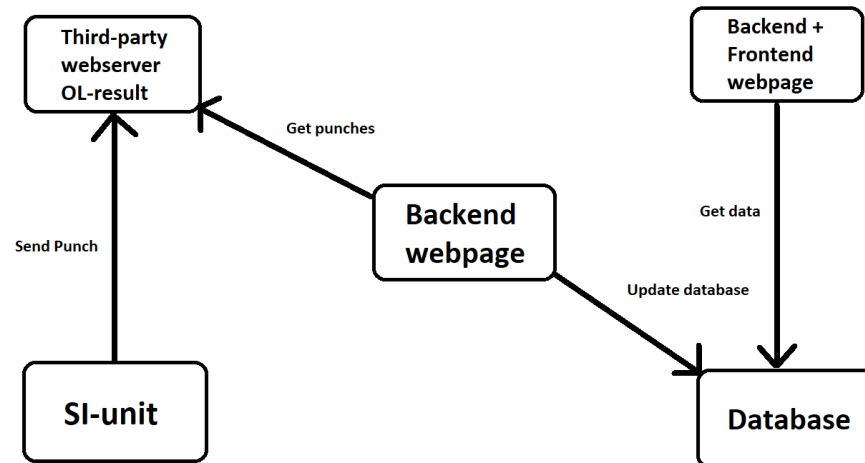 Third-party
webserver
OL-result
Backend +
Frontend
webpage
Get punches
Backend
webpage
Get data
Send Punch
Update database
SI-unit
Database